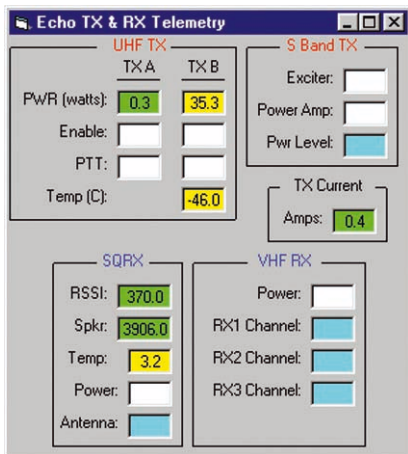 Echo TX & RX Telemetry
UHF TX
TX A TX B
PWR (watts): 0.3 35.3
Enable:
PTT:
Temp (C): -46.0
S Band TX
Exciter:
Power Amp:
Pwr Level:
TX Current
Amps: 0.4
SQRX
RSSI: 370.0
Spkr: 3906.0
Temp: 3.2
Power:
Antenna:
VHF RX
Power:
RX1 Channel:
RX2 Channel:
RX3 Channel: